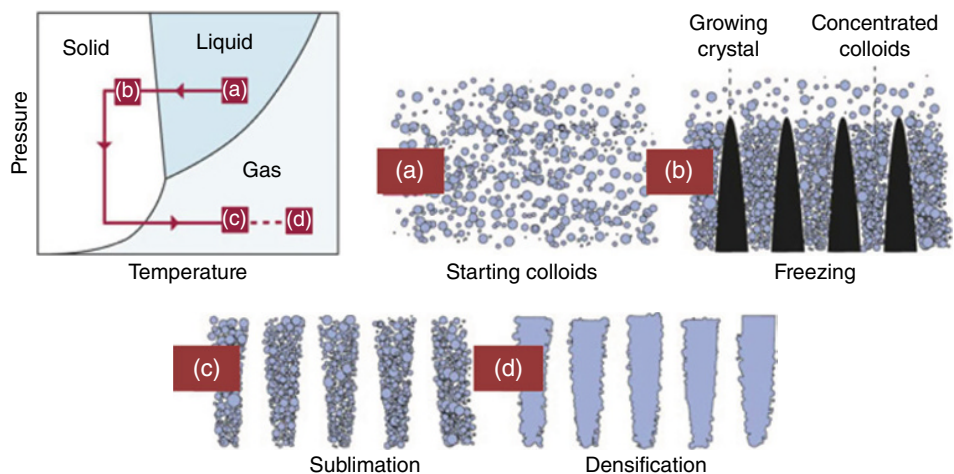 Pressure
Solid
Liquid
Gas
(b)
(a)
(c)
(d)
Temperature
(a)
Starting colloids
Growing
crystal
Concentrated
colloids
(b)
Freezing
(c)
Sublimation
(d)
Densification